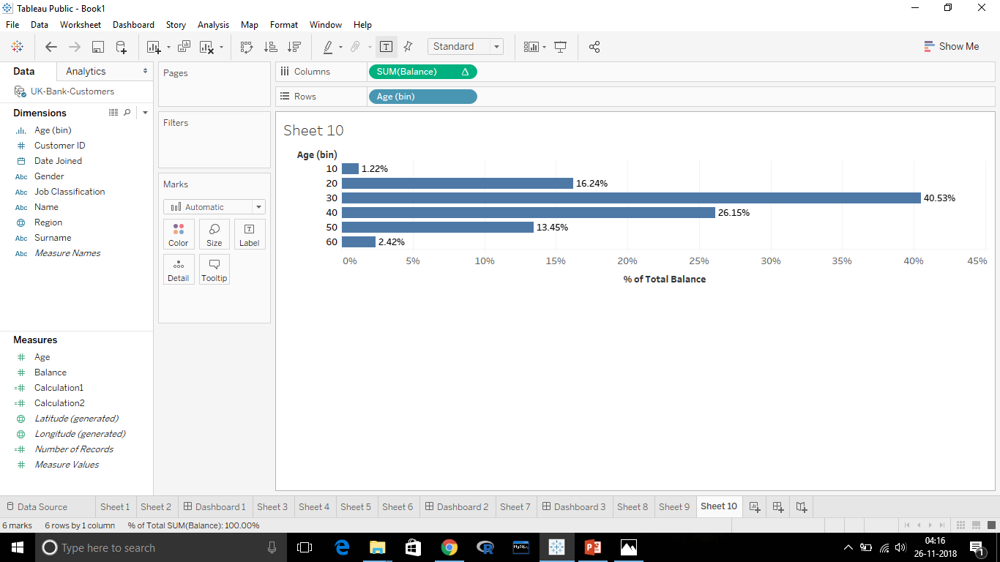 Tableau Public - Book1
File Data Worksheet Dashboard Story Analysis Map Format Window Help
Standard
Show Me
Data Analytics
UK-Bank-Customers
Dimensions
Age (bin)
Customer ID
Date Joined
Abc Gender
Abc Job Classification
Abc Name
Region
Abc Surname
Abc Measure Names
Measures
Age
Balance
Calculation1
Calculation2
Latitude (generated)
Longitude (generated)
Number of Records
Measure Values
Pages
Filters
Marks
Automatic
Color Size Label
Detail Tooltip
Columns SUM(Balance)
Rows Age (bin)
Sheet 10
Age (bin)
10 1.22%
20 16.24%
30 40.53%
40 26.15%
50 13.45%
60 2.42%
0% 5% 10% 15% 20% 25% 30% 35% 40% 45%
% of Total Balance
Data Source Sheet 1 Sheet 2 Dashboard 1 Sheet 3 Sheet 4 Sheet 5 Sheet 6 Dashboard 2 Sheet 7 Dashboard 3 Sheet 8 Sheet 9 Sheet 10
6 marks 6 rows by 1 column % of Total SUM(Balance): 100.00%
Type here to search
MySQL
04:16
26-11-2018
1